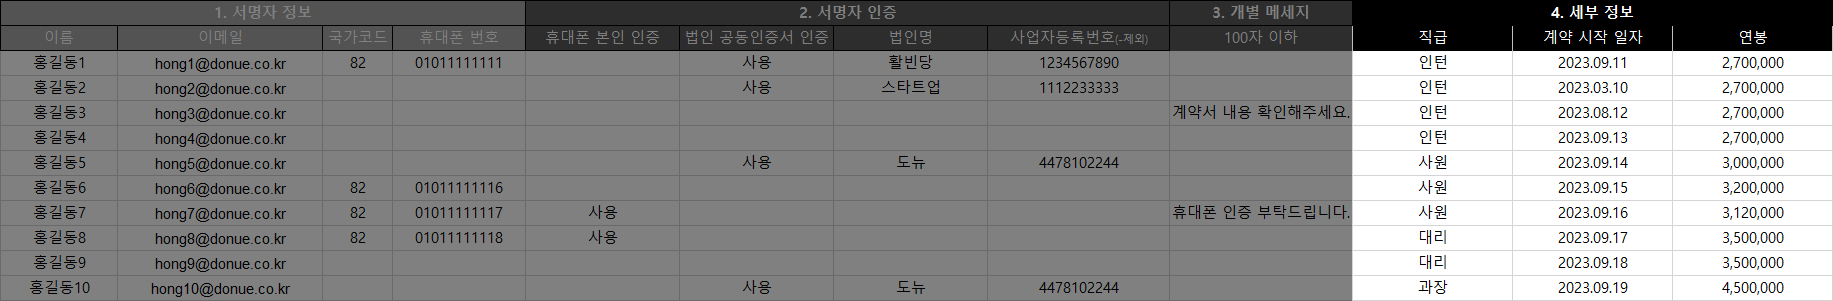 1. 서명자 정보 2. 서명자 인증 3. 개별 메세지 4. 세부 정보
이름 이메일 국가코드 휴대폰 번호 휴대폰 본인 인증 법인 공동인증서 인증 법인명 사업자등록번호(-제외) 100자 이하 직급 계약 시작 일자 연봉
홍길동1 hong1@donue.co.kr 82 01011111111 사용 활빈당 1234567890 인턴 2023.09.11 2,700,000
홍길동2 hong2@donue.co.kr 사용 스타트업 1112233333 인턴 2023.03.10 2,700,000
홍길동3 hong3@donue.co.kr 계약서 내용 확인해주세요. 인턴 2023.08.12 2,700,000
홍길동4 hong4@donue.co.kr 인턴 2023.09.13 2,700,000
홍길동5 hong5@donue.co.kr 사용 도뉴 4478102244 사원 2023.09.14 3,000,000
홍길동6 hong6@donue.co.kr 82 01011111116 사원 2023.09.15 3,200,000
홍길동7 hong7@donue.co.kr 82 01011111117 사용 휴대폰 인증 부탁드립니다. 사원 2023.09.16 3,120,000
홍길동8 hong8@donue.co.kr 82 01011111118 사용 대리 2023.09.17 3,500,000
홍길동9 hong9@donue.co.kr 대리 2023.09.18 3,500,000
홍길동10 hong10@donue.co.kr 사용 도뉴 4478102244 과장 2023.09.19 4,500,000